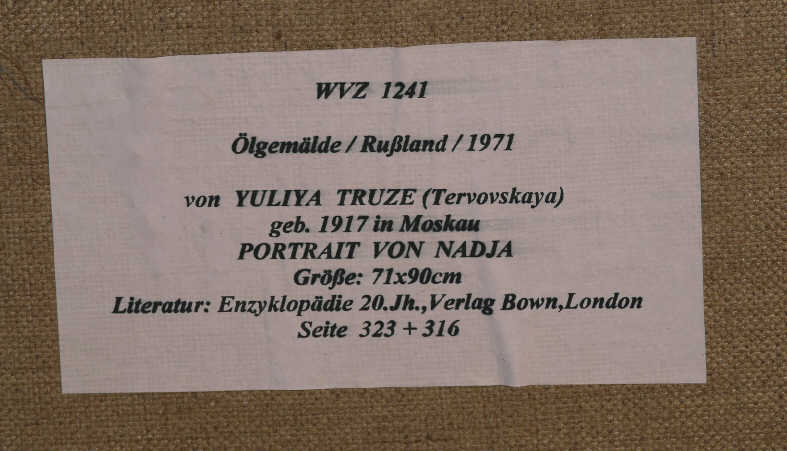 WVZ 1241
Ölgemälde / Rußland / 1971
von YULIYA TRUZE (Tervovskaya)
geb. 1917 in Moskau
PORTRAIT VON NADJA
Größe: 71x90cm
Literatur: Enzyklopädie 20.Jh.,Verlag Bown,London
Seite 323 + 316